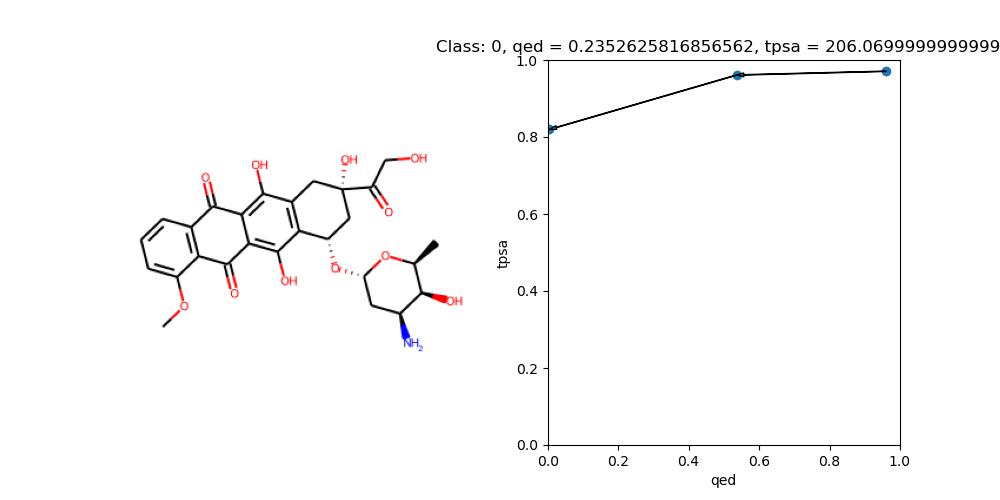 Class: 0, qed = 0.2352625816856562, tpsa = 206.0699999999999
OH
OH
OH
O
O
O
OH
O
OH
O
O
OH
NH2
1.0
0.8
0.6
0.4
0.2
0.0
tpsa
0.0 0.2 0.4 0.6 0.8 1.0
qed